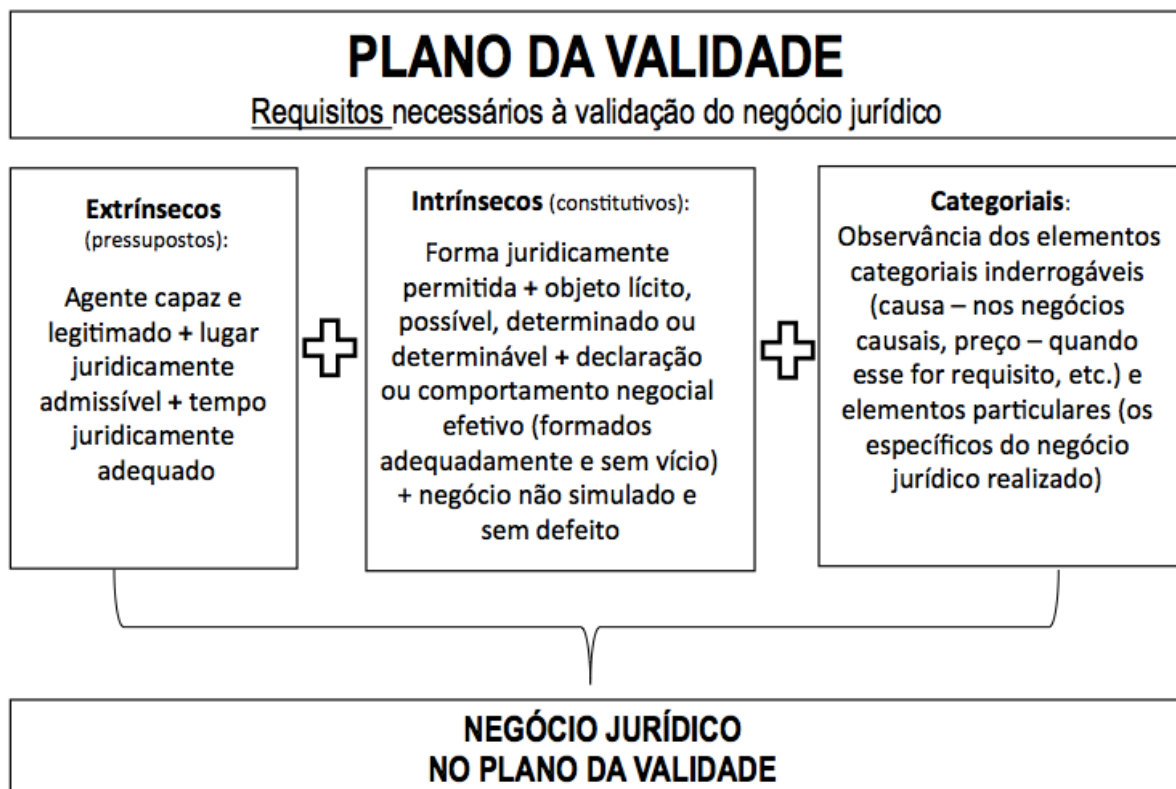 PLANO DA VALIDADE
Requisitos necessários à validação do negócio jurídico
Extrínsecos
(pressupostos):
Agente capaz e
legitimado + lugar
juridicamente
admissível + tempo
juridicamente
adequado
Intrínsecos (constitutivos):
Forma juridicamente
permitida + objeto lícito,
possível, determinado ou
determinável + declaração
ou comportamento negocial
efetivo (formados
adequadamente e sem vício)
+ negócio não simulado e
sem defeito
Categoriais:
Observância dos elementos
categoriais inderrogáveis
(causa – nos negócios
causais, preço – quando
esse for requisito, etc.) e
elementos particulares (os
específicos do negócio
jurídico realizado)
NEGÓCIO JURÍDICO
NO PLANO DA VALIDADE